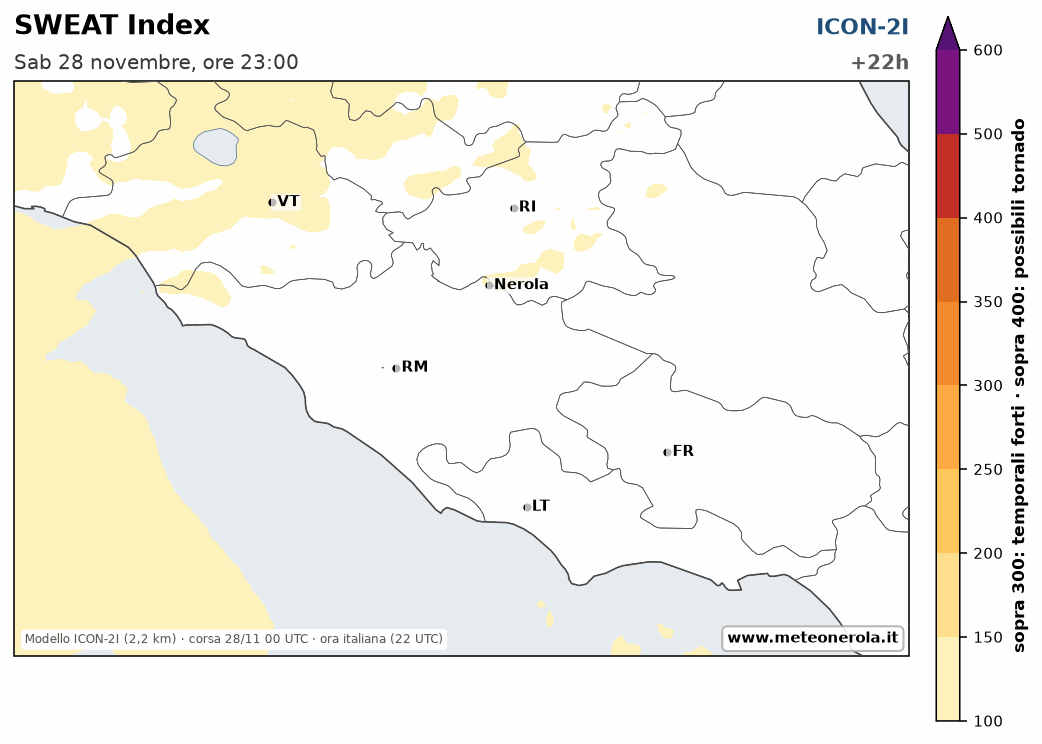 SWEAT Index
ICON-2I
Sab 28 novembre, ore 23:00
+22h
VT
RI
Nerola
RM
FR
LT
Modello ICON-2I (2,2 km) · corsa 28/11 00 UTC · ora italiana (22 UTC)
www.meteonerola.it
600
500
400
350
300
250
200
150
100
sopra 300: temporali forti · sopra 400: possibili tornado